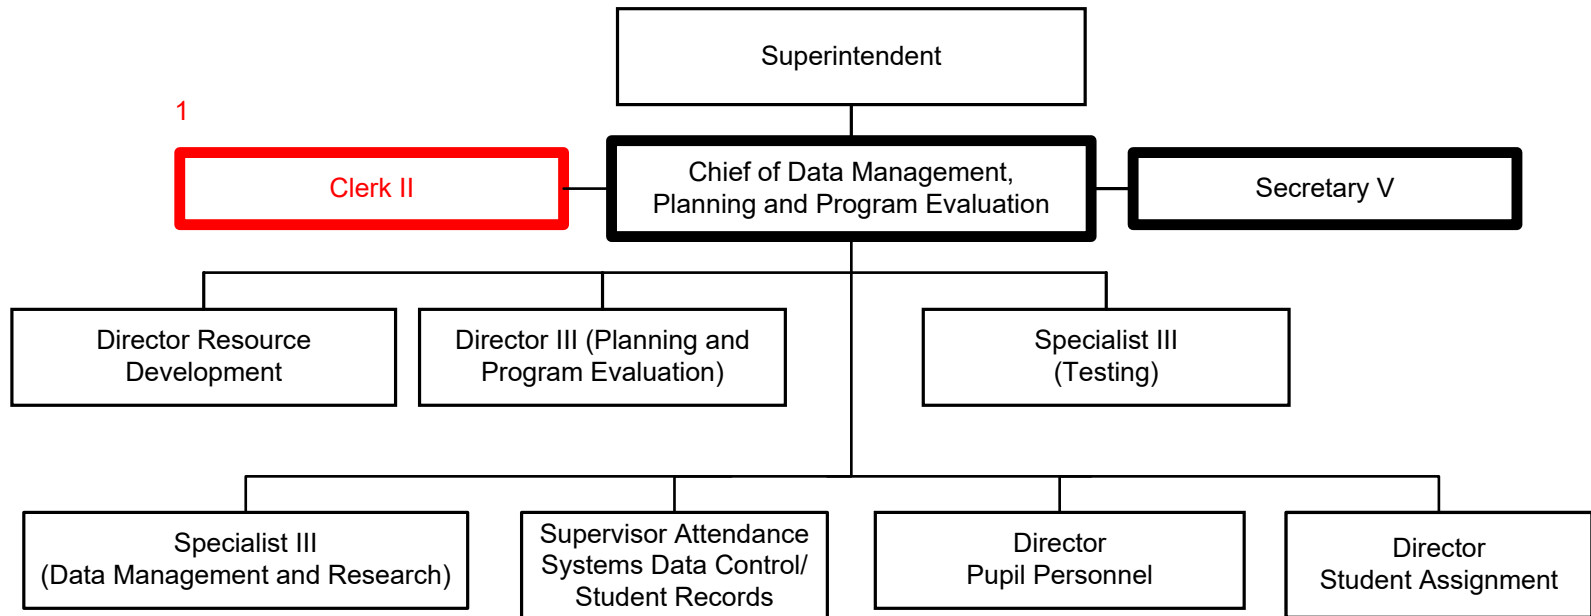 Superintendent
1
Clerk II
Chief of Data Management,
Planning and Program Evaluation
Secretary V
Director Resource
Development
Director III (Planning and
Program Evaluation)
Specialist III
(Testing)
Specialist III
(Data Management and Research)
Supervisor Attendance
Systems Data Control/
Student Records
Director
Pupil Personnel
Director
Student Assignment